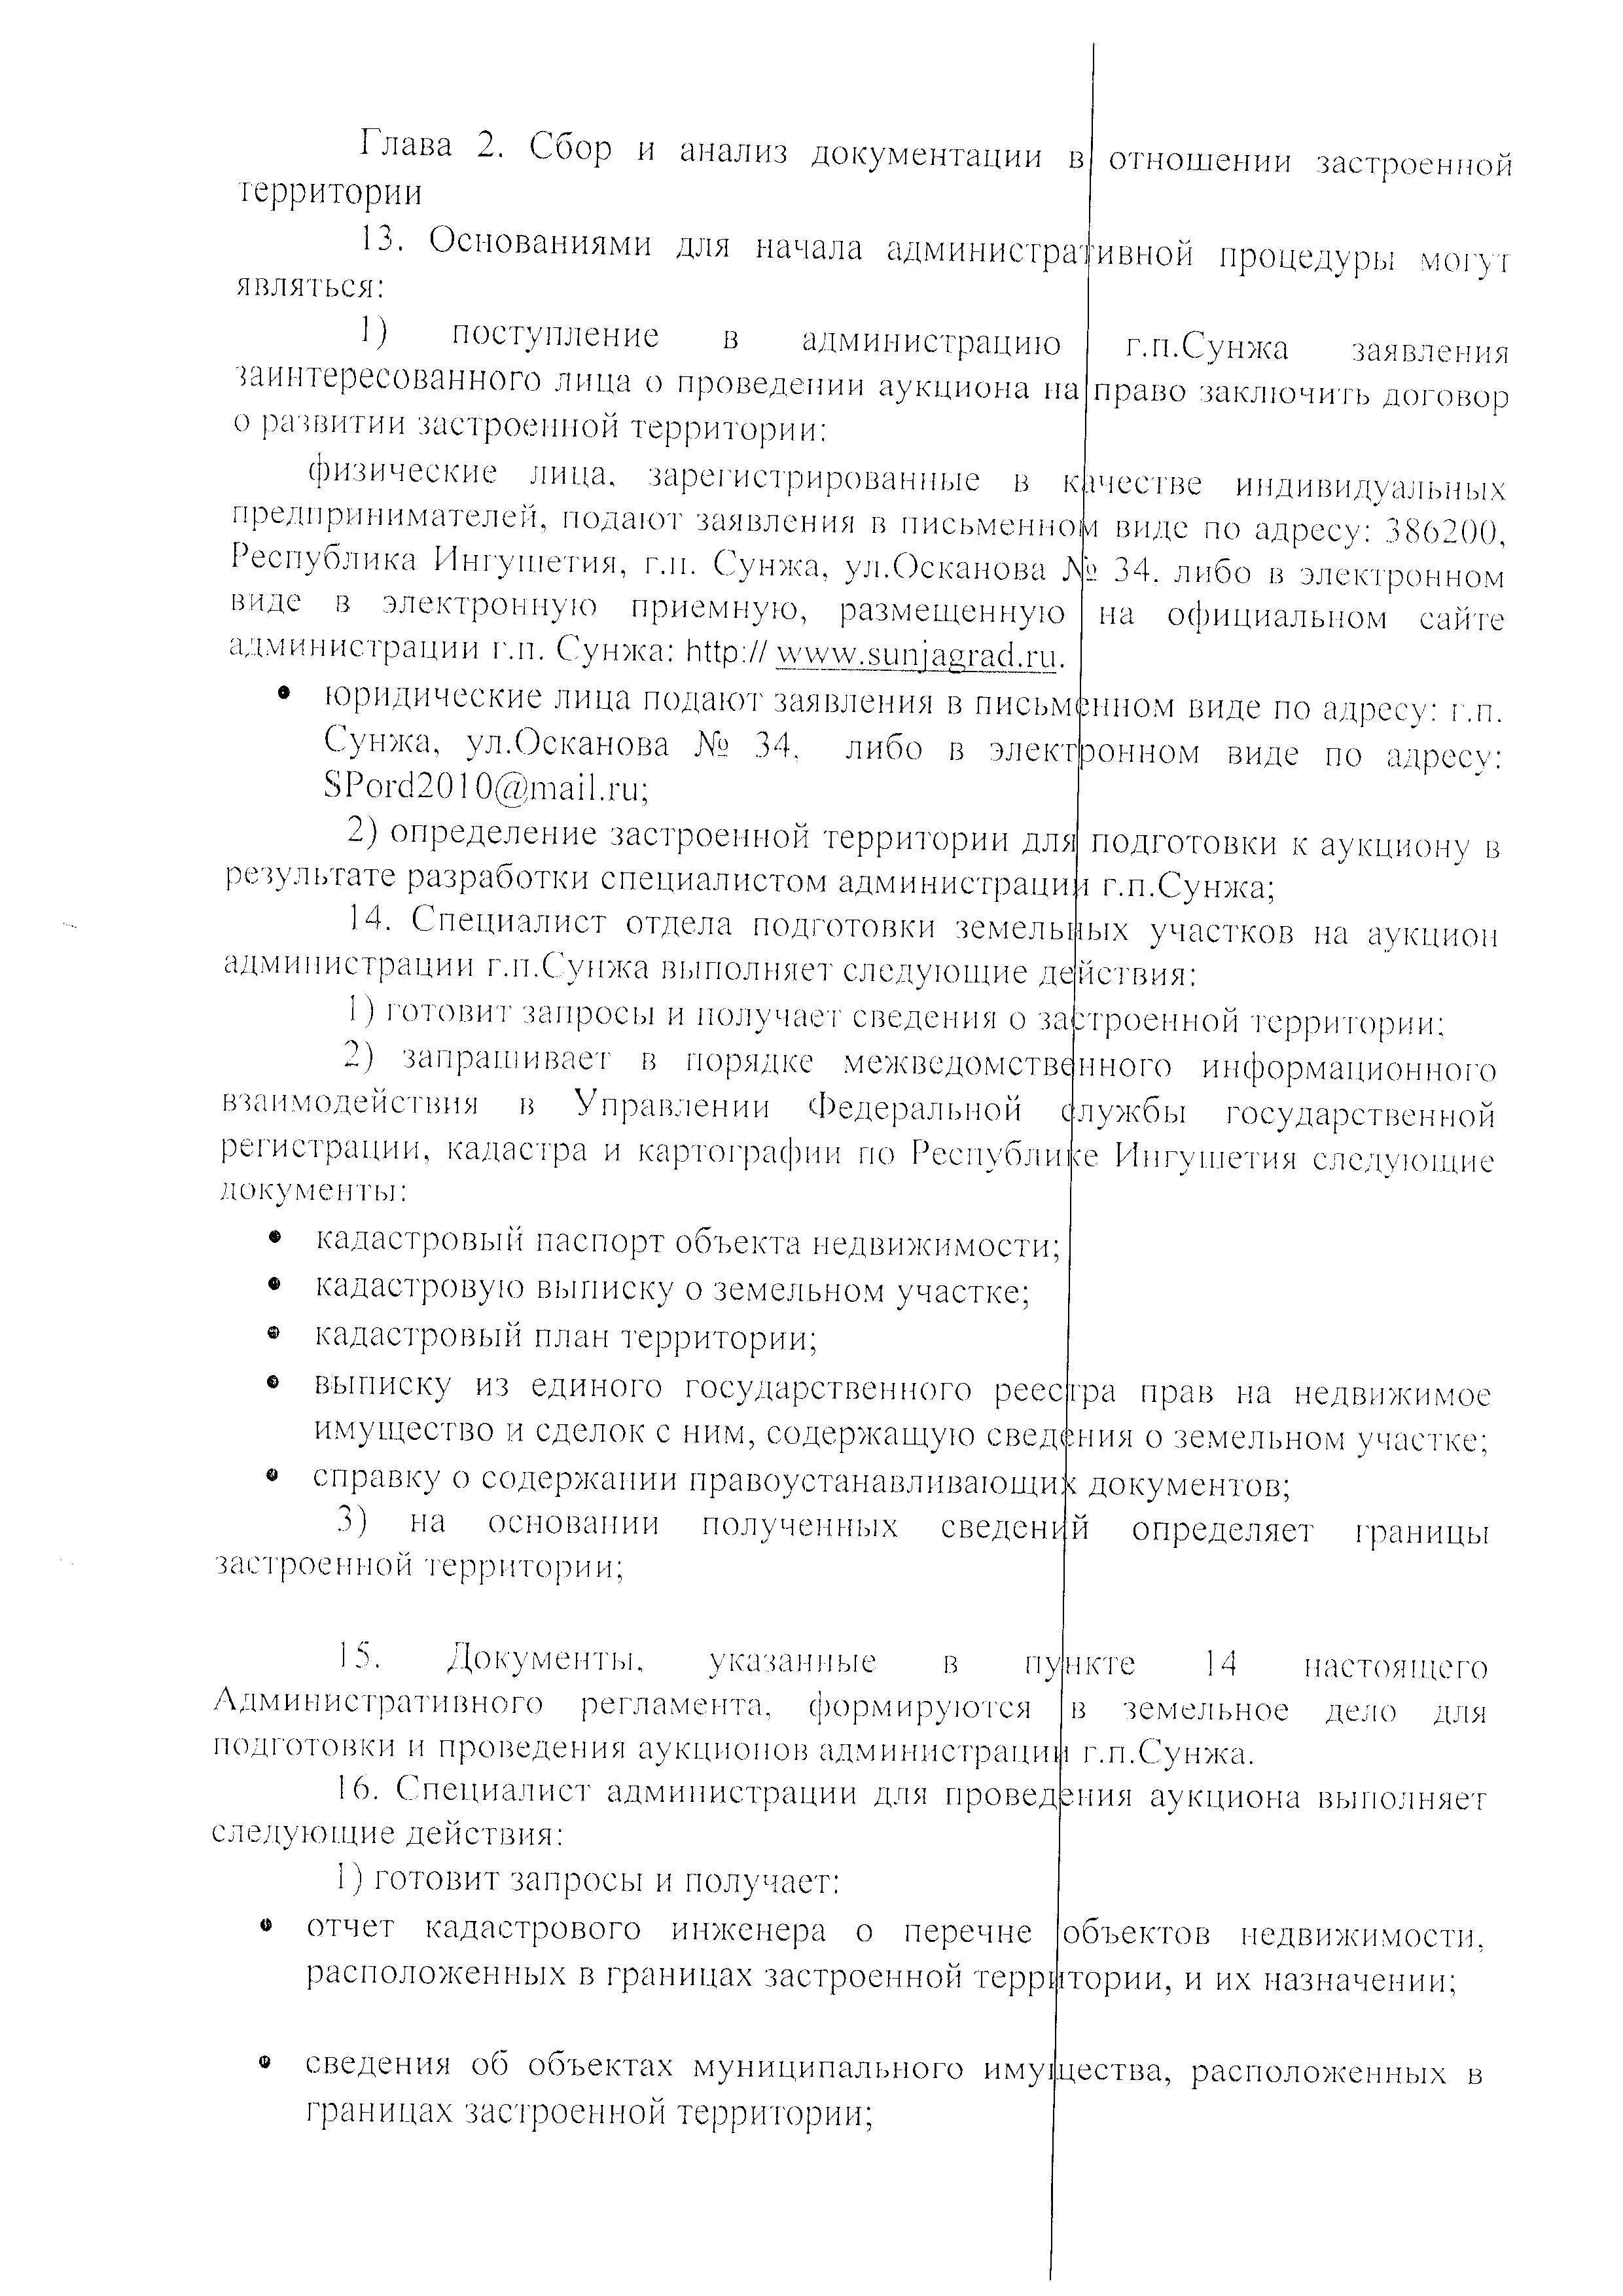 Глава 2. Сбор и анализ документации в отношении застроенной
территории
13. Основаниями для начала административной процедуры могут
являться:
1) поступление в администрацию г.п.Сунжа заявления
заинтересованного лица о проведении аукциона на право заключить договор
о развитии застроенной территории:
физические лица, зарегистрированные в качестве индивидуальных
предпринимателей, подают заявления в письменном виде по адресу: 386200,
Республика Ингушетия, г.п. Сунжа, ул.Осканова № 34, либо в электронном
виде в электронную приемную, размещенную на официальном сайте
администрации г.п. Сунжа: http:// www.sunjagrad.ru.
• юридические лица подают заявления в письменном виде по адресу: г.п.
Сунжа, ул.Осканова № 34, либо в электронном виде по адресу:
SPord2010@mail.ru;
2) определение застроенной территории для подготовки к аукциону в
результате разработки специалистом администрации г.п.Сунжа;
14. Специалист отдела подготовки земельных участков на аукцион
администрации г.п.Сунжа выполняет следующие действия:
1) готовит запросы и получает сведения о застроенной территории;
2) запрашивает в порядке межведомственного информационного
взаимодействия в Управлении Федеральной службы государственной
регистрации, кадастра и картографии по Республике Ингушетия следующие
документы:
• кадастровый паспорт объекта недвижимости;
• кадастровую выписку о земельном участке;
• кадастровый план территории;
• выписку из единого государственного реестра прав на недвижимое
имущество и сделок с ним, содержащую сведения о земельном участке;
• справку о содержании правоустанавливающих документов;
3) на основании полученных сведений определяет границы
застроенной территории;
15. Документы, указанные в пункте 14 настоящего
Административного регламента, формируются в земельное дело для
подготовки и проведения аукционов администрации г.п.Сунжа.
16. Специалист администрации для проведения аукциона выполняет
следующие действия:
1) готовит запросы и получает:
• отчет кадастрового инженера о перечне объектов недвижимости,
расположенных в границах застроенной территории, и их назначении;
• сведения об объектах муниципального имущества, расположенных в
границах застроенной территории;